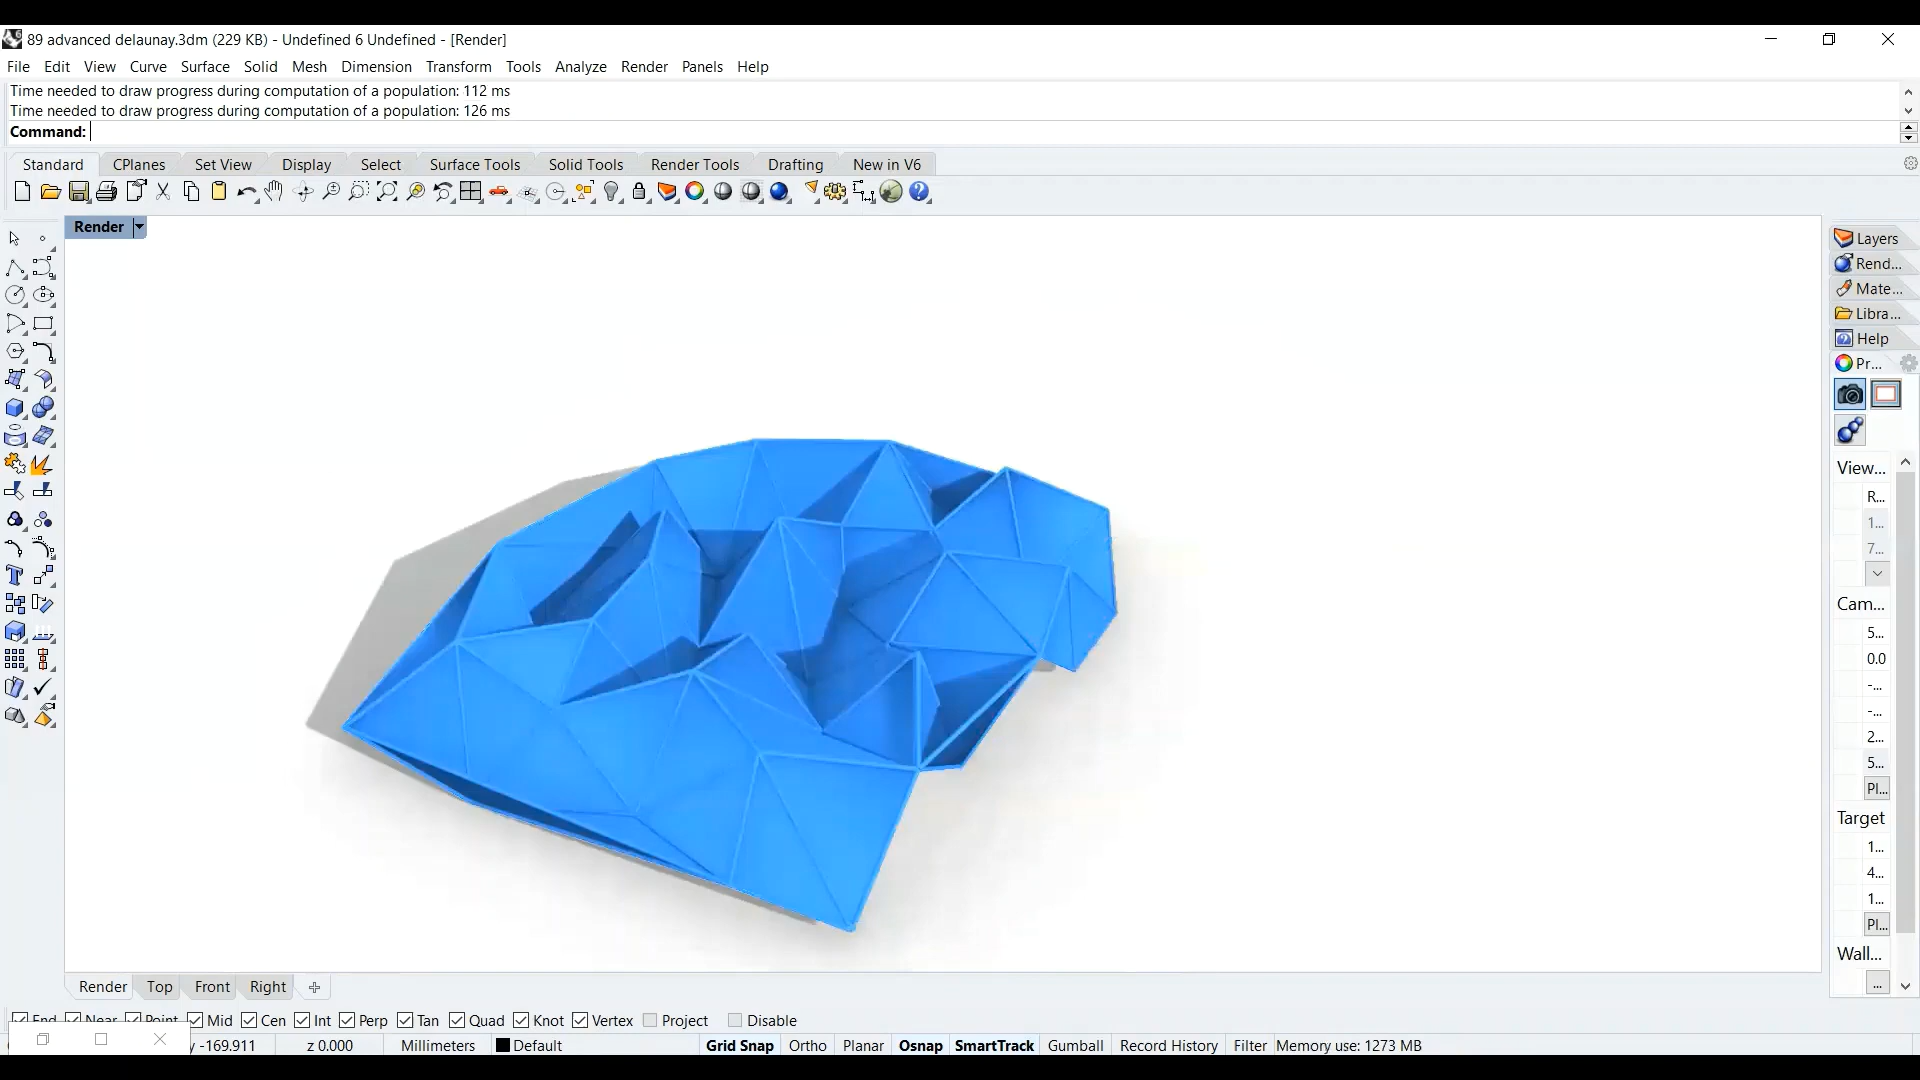 89 advanced delaunay.3dm (229 KB) - Undefined 6 Undefined - [Render]
File Edit View Curve Surface Solid Mesh Dimension Transform Tools Analyze Render Panels Help
Time needed to draw progress during computation of a population: 112 ms
Time needed to draw progress during computation of a population: 126 ms
Command:
Standard CPlanes Set View Display Select Surface Tools Solid Tools Render Tools Drafting New in V6
Render
Layers
Rend...
Mate...
Libra...
Help
Pr...
View...
R...
1...
7...
Cam...
5...
0.0
-...
-...
2...
5...
Pl...
Target
1...
4...
1...
Pl...
Wall...
...
Render Top Front Right
End Near Point Mid Cen Int Perp Tan Quad Knot Vertex Project Disable
y -169.911 z 0.000 Millimeters Default Grid Snap Ortho Planar Osnap SmartTrack Gumball Record History Filter Memory use: 1273 MB